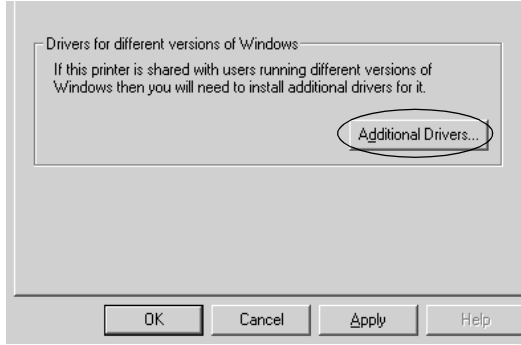 Drivers for different versions of Windows
If this printer is shared with users running different versions of
Windows then you will need to install additional drivers for it.
Additional Drivers...
OK Cancel Apply Help